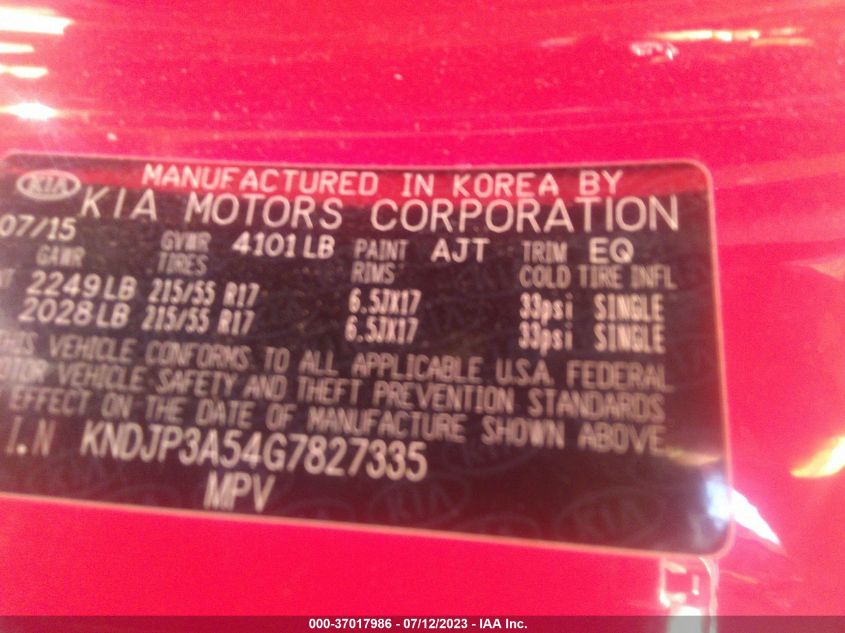 KIA MANUFACTURED IN KOREA BY
KIA MOTORS CORPORATION
07/15 GVWR 4101LB PAINT AJT TRIM EQ
GAWR TIRES RIMS COLD TIRE INFL
2249LB 215/55 R17 6.5JX17 33psi SINGLE
2028LB 215/55 R17 6.5JX17 33psi SINGLE
THIS VEHICLE CONFORMS TO ALL APPLICABLE U.S.A. FEDERAL
MOTOR VEHICLE SAFETY AND THEFT PREVENTION STANDARDS
EFFECT ON THE DATE OF MANUFACTURE SHOWN ABOVE.
I.N KNDJP3A54G7827335
MPV
000-37017986 - 07/12/2023 - IAA Inc.